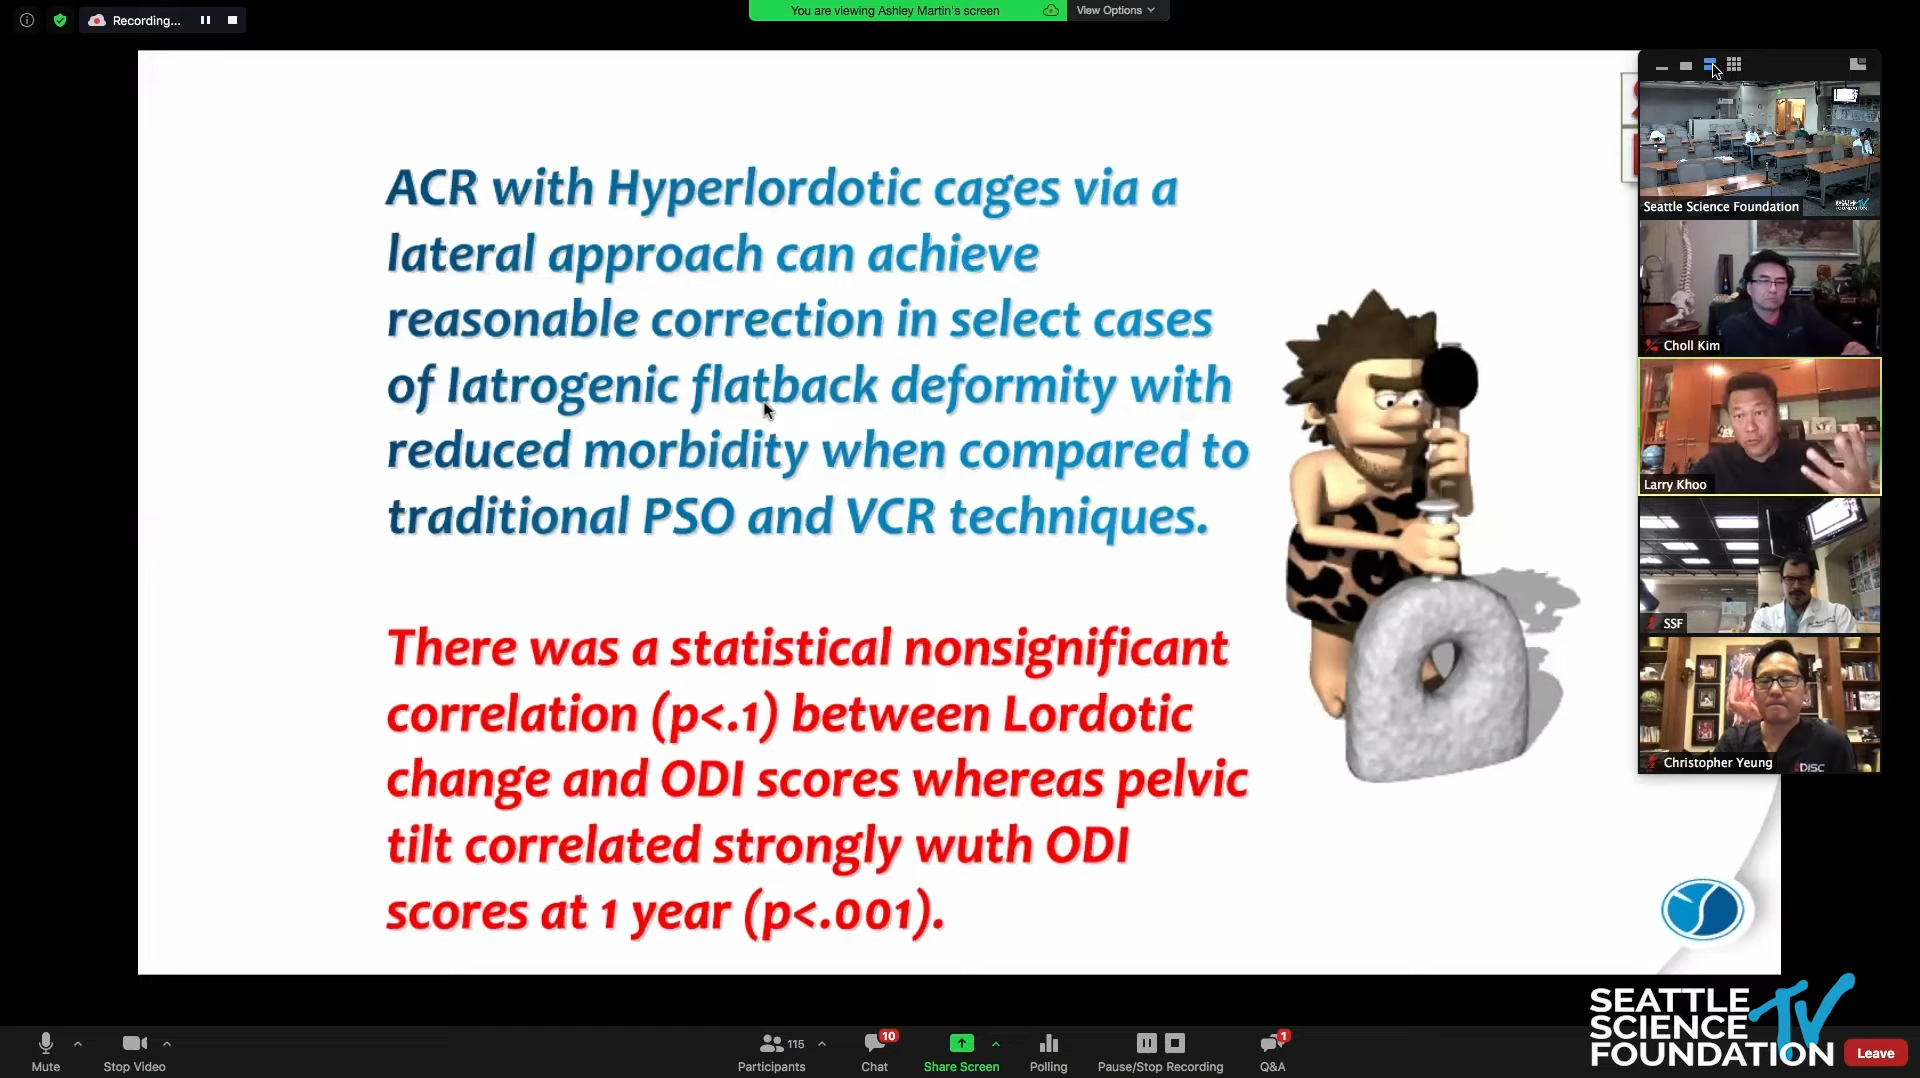 Recording...
You are viewing Ashley Martin's screen
View Options
ACR with Hyperlordotic cages via a
lateral approach can achieve
reasonable correction in select cases
of Iatrogenic flatback deformity with
reduced morbidity when compared to
traditional PSO and VCR techniques.
There was a statistical nonsignificant
correlation (p<.1) between Lordotic
change and ODI scores whereas pelvic
tilt correlated strongly wuth ODI
scores at 1 year (p<.001).
Seattle Science Foundation
Choll Kim
Larry Khoo
SSF
Christopher Yeung
DISC
SEATTLE
SCIENCE
FOUNDATION
TV
Mute
Stop Video
115
Participants
10
Chat
Share Screen
Polling
Pause/Stop Recording
1
Q&A
Leave